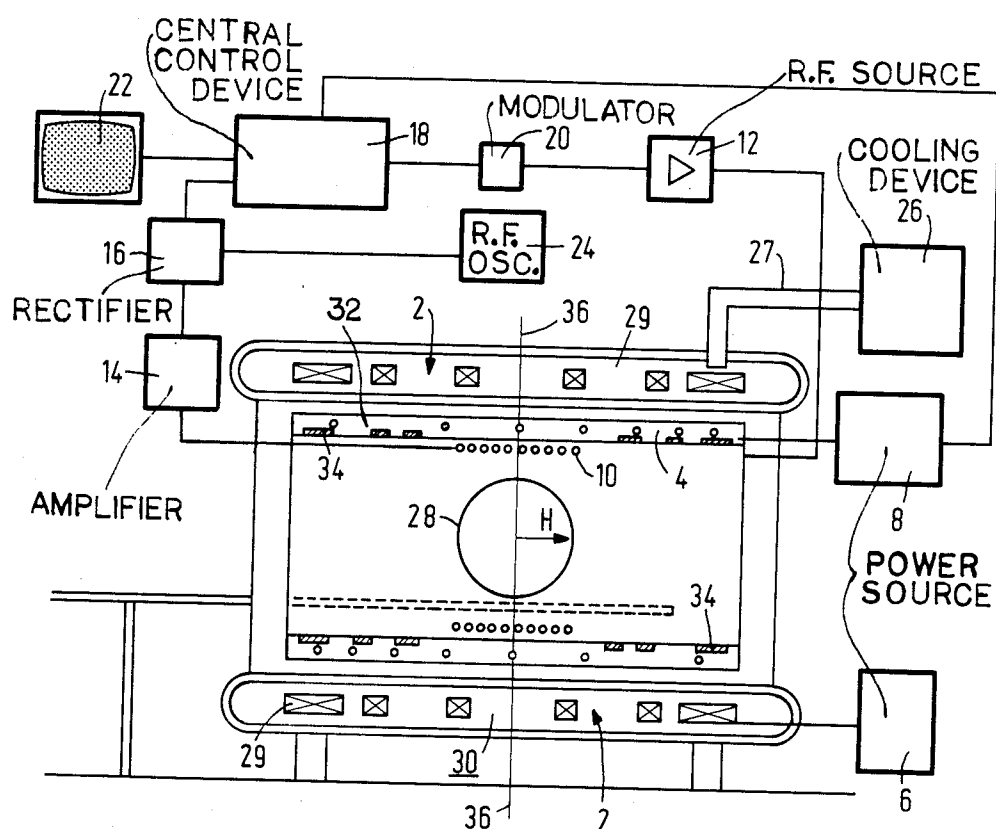 CENTRAL
CONTROL
DEVICE
22
18
MODULATOR
20
R.F. SOURCE
12
COOLING
DEVICE
26
16
RECTIFIER
R.F.
OSC.
24
27
14
AMPLIFIER
32
2
36
29
34
10
4
8
28
H
POWER
SOURCE
34
29
30
36
2
6